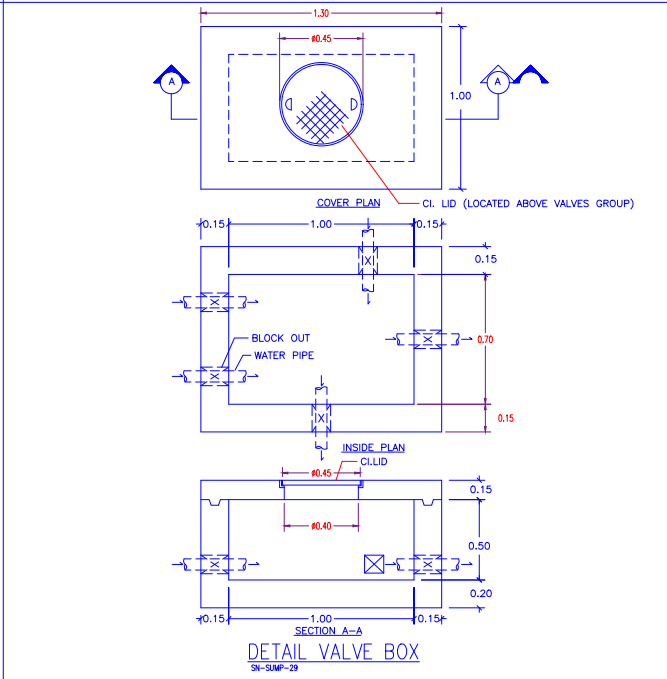 1.30
ø0.45
A
A
1.00
COVER PLAN
CI. LID (LOCATED ABOVE VALVES GROUP)
0.15
1.00
0.15
0.15
X
X
BLOCK OUT
X
0.70
WATER PIPE
X
X
0.15
INSIDE PLAN
CI.LID
ø0.45
0.15
ø0.40
0.50
X
X
0.20
0.15
1.00
0.15
SECTION A-A
DETAIL VALVE BOX
SN-SUMP-29